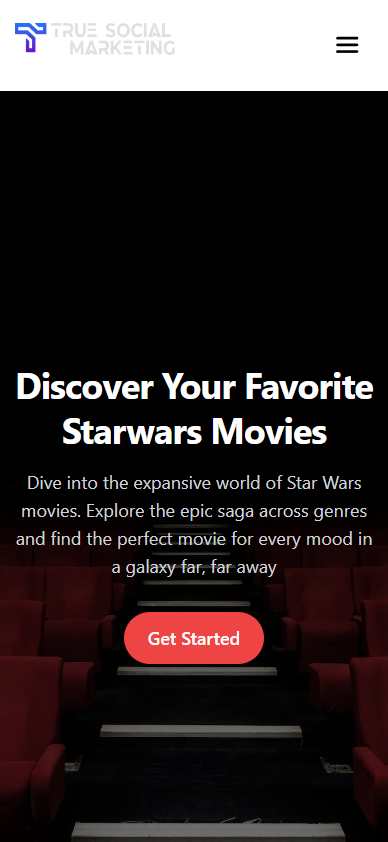 TRUE SOCIAL
MARKETING
Discover Your Favorite
Starwars Movies
Dive into the expansive world of Star Wars
movies. Explore the epic saga across genres
and find the perfect movie for every mood in
a galaxy far, far away
Get Started